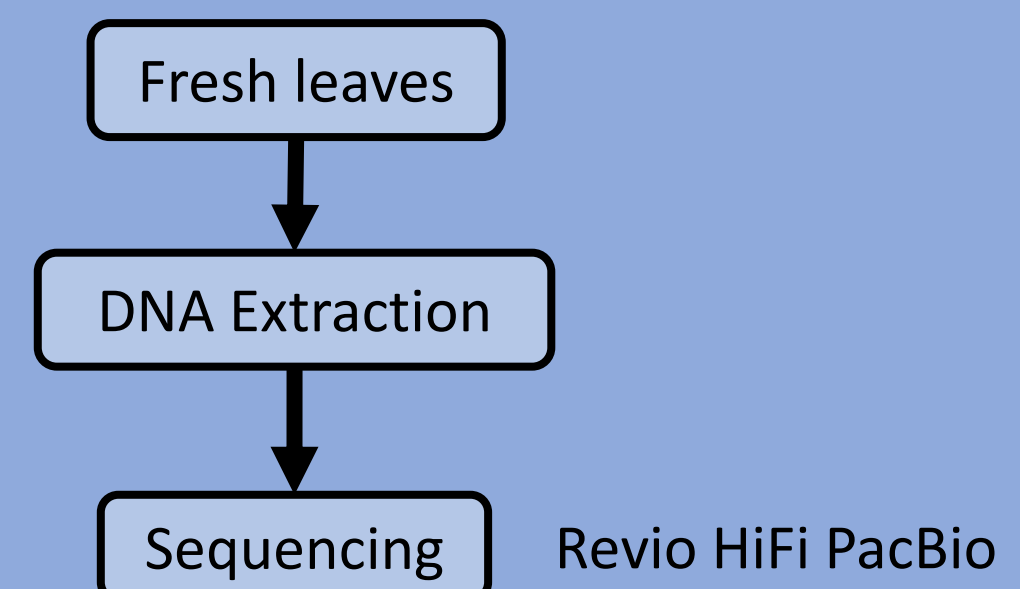 Fresh leaves
DNA Extraction
Sequencing Revio HiFi PacBio